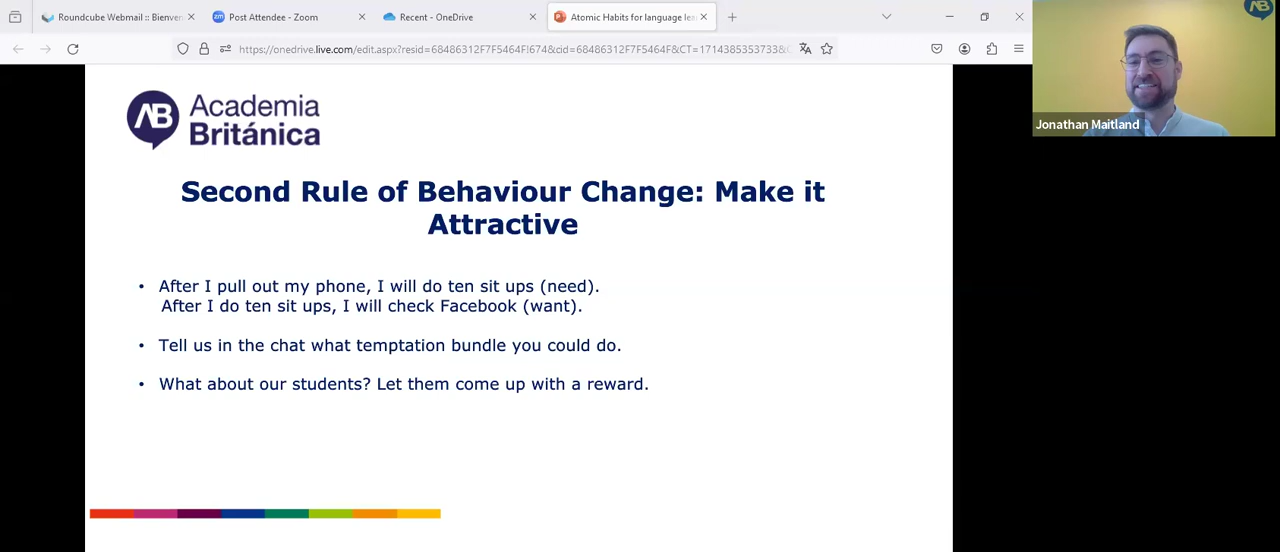 Roundcube Webmail :: Bienver
Post Attendee - Zoom
Recent - OneDrive
Atomic Habits for language lea
https://onedrive.live.com/edit.aspx?resid=68486312F7F5464F!674&cid=68486312F7F5464F&CT=1714385353733&
AB
Jonathan Maitland
AB Academia
Británica
Second Rule of Behaviour Change: Make it
Attractive
• After I pull out my phone, I will do ten sit ups (need).
After I do ten sit ups, I will check Facebook (want).
• Tell us in the chat what temptation bundle you could do.
• What about our students? Let them come up with a reward.